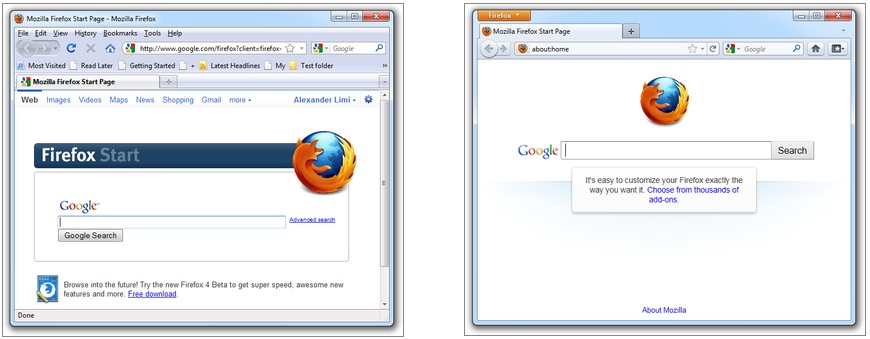 Mozilla Firefox Start Page - Mozilla Firefox
File Edit View History Bookmarks Tools Help
http://www.google.com/firefox?client=firefox-
Google
Most Visited Read Later Getting Started Latest Headlines My Test folder »
Mozilla Firefox Start Page
Web Images Videos Maps News Shopping Gmail more Alexander Limi
Firefox Start
Google™
Advanced search
Google Search
Browse into the future! Try the new Firefox 4 Beta to get super speed, awesome new
features and more. Free download.
Done
Firefox
Mozilla Firefox Start Page
about:home
Google
Google
Search
It's easy to customize your Firefox exactly the
way you want it. Choose from thousands of
add-ons.
About Mozilla